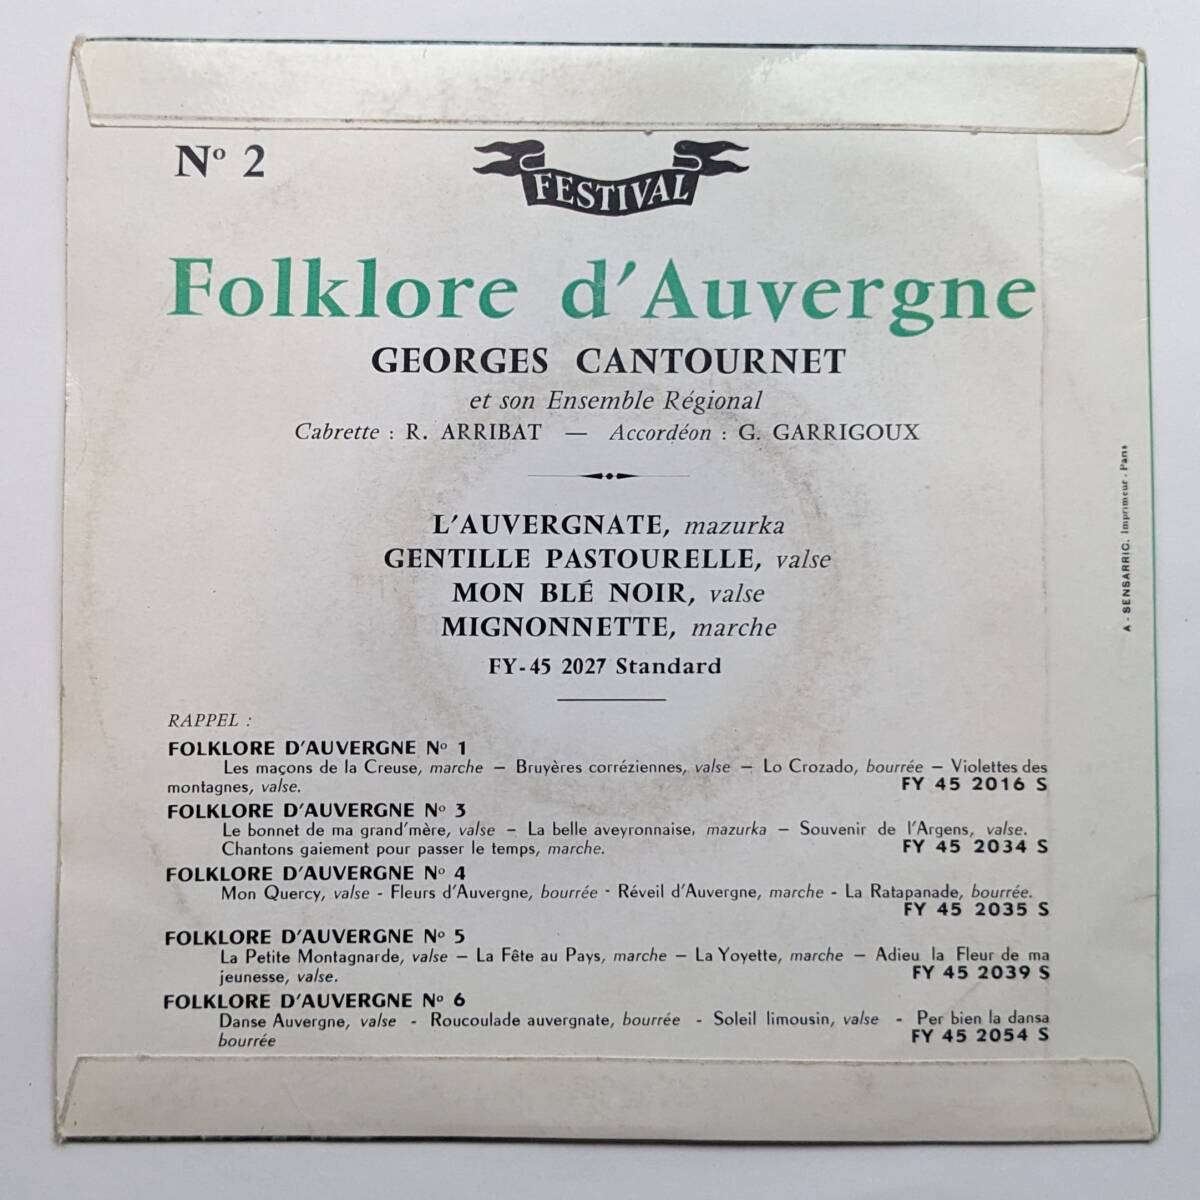 Nº 2
FESTIVAL
Folklore d'Auvergne
GEORGES CANTOURNET
et son Ensemble Régional
Cabrette : R. ARRIBAT — Accordéon : G. GARRIGOUX
L'AUVERGNATE, mazurka
GENTILLE PASTOURELLE, valse
MON BLÉ NOIR, valse
MIGNONNETTE, marche
FY-45 2027 Standard
RAPPEL :
FOLKLORE D'AUVERGNE Nº 1
Les maçons de la Creuse, marche – Bruyères corréziennes, valse – Lo Crozado, bourrée – Violettes des
montagnes, valse. FY 45 2016 S
FOLKLORE D'AUVERGNE Nº 3
Le bonnet de ma grand'mère, valse – La belle aveyronnaise, mazurka – Souvenir de l'Argens, valse.
Chantons gaiement pour passer le temps, marche. FY 45 2034 S
FOLKLORE D'AUVERGNE Nº 4
Mon Quercy, valse - Fleurs d'Auvergne, bourrée - Réveil d'Auvergne, marche - La Ratapanade, bourrée.
FY 45 2035 S
FOLKLORE D'AUVERGNE Nº 5
La Petite Montagnarde, valse – La Fête au Pays, marche – La Yoyette, marche – Adieu la Fleur de ma
jeunesse, valse. FY 45 2039 S
FOLKLORE D'AUVERGNE Nº 6
Danse Auvergne, valse - Roucoulade auvergnate, bourrée - Soleil limousin, valse - Per bien la dansa
bourrée FY 45 2054 S
A - SENSARRIC, Imprimeur - Paris